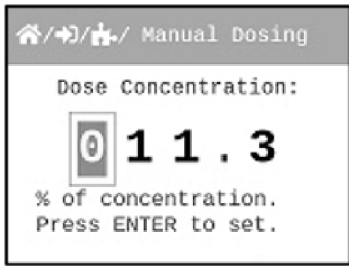 / / / Manual Dosing
Dose Concentration:
011.3
% of concentration.
Press ENTER to set.